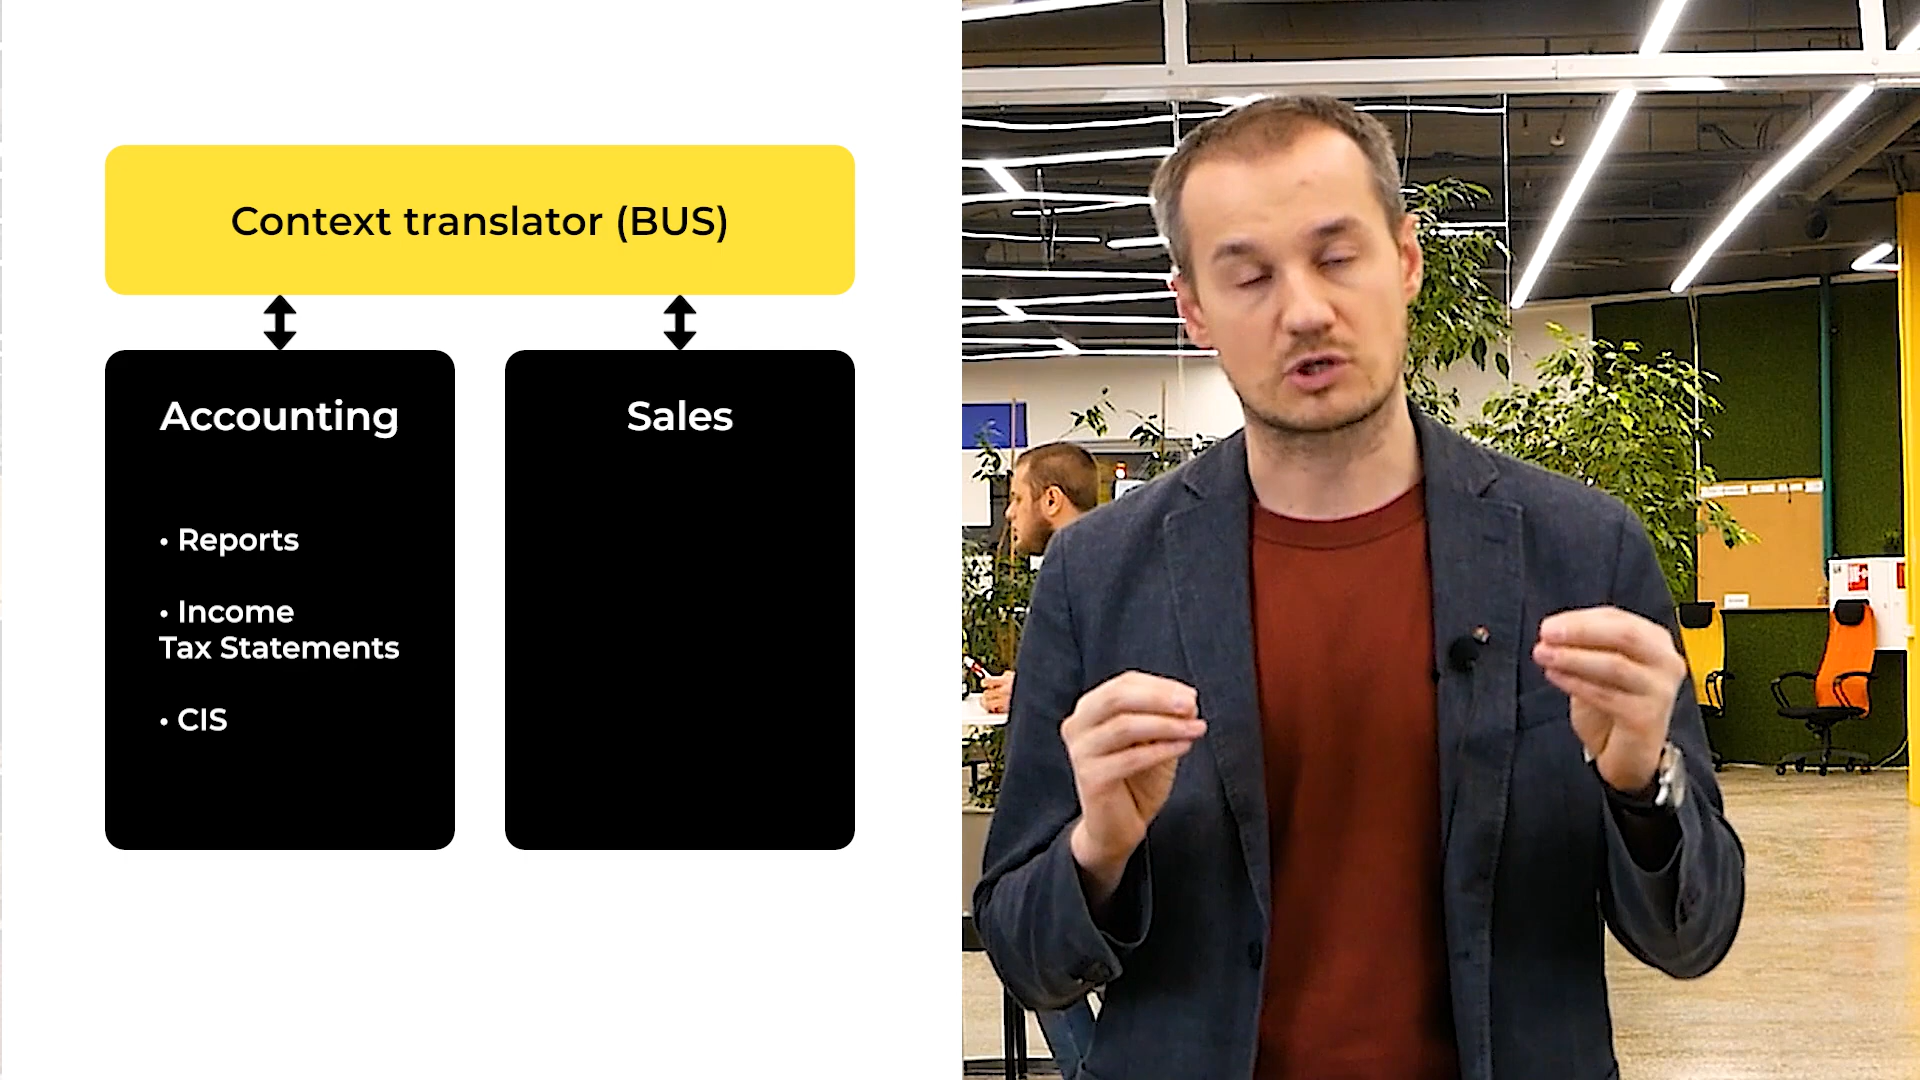 Context translator (BUS)
Accounting
• Reports
• Income
Tax Statements
• CIS
Sales